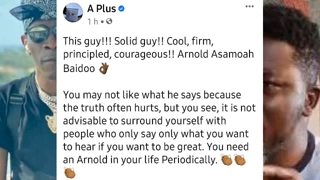 A Plus
1 h
This guy!!! Solid guy!! Cool, firm,
principled, courageous!! Arnold Asamoah
Baidoo 👌🏾
You may not like what he says because
the truth often hurts, but you see, it is not
advisable to surround yourself with
people who only say only what you want
to hear if you want to be great. You need
an Arnold in your life Periodically. 👏🏾👏🏾
👏🏾